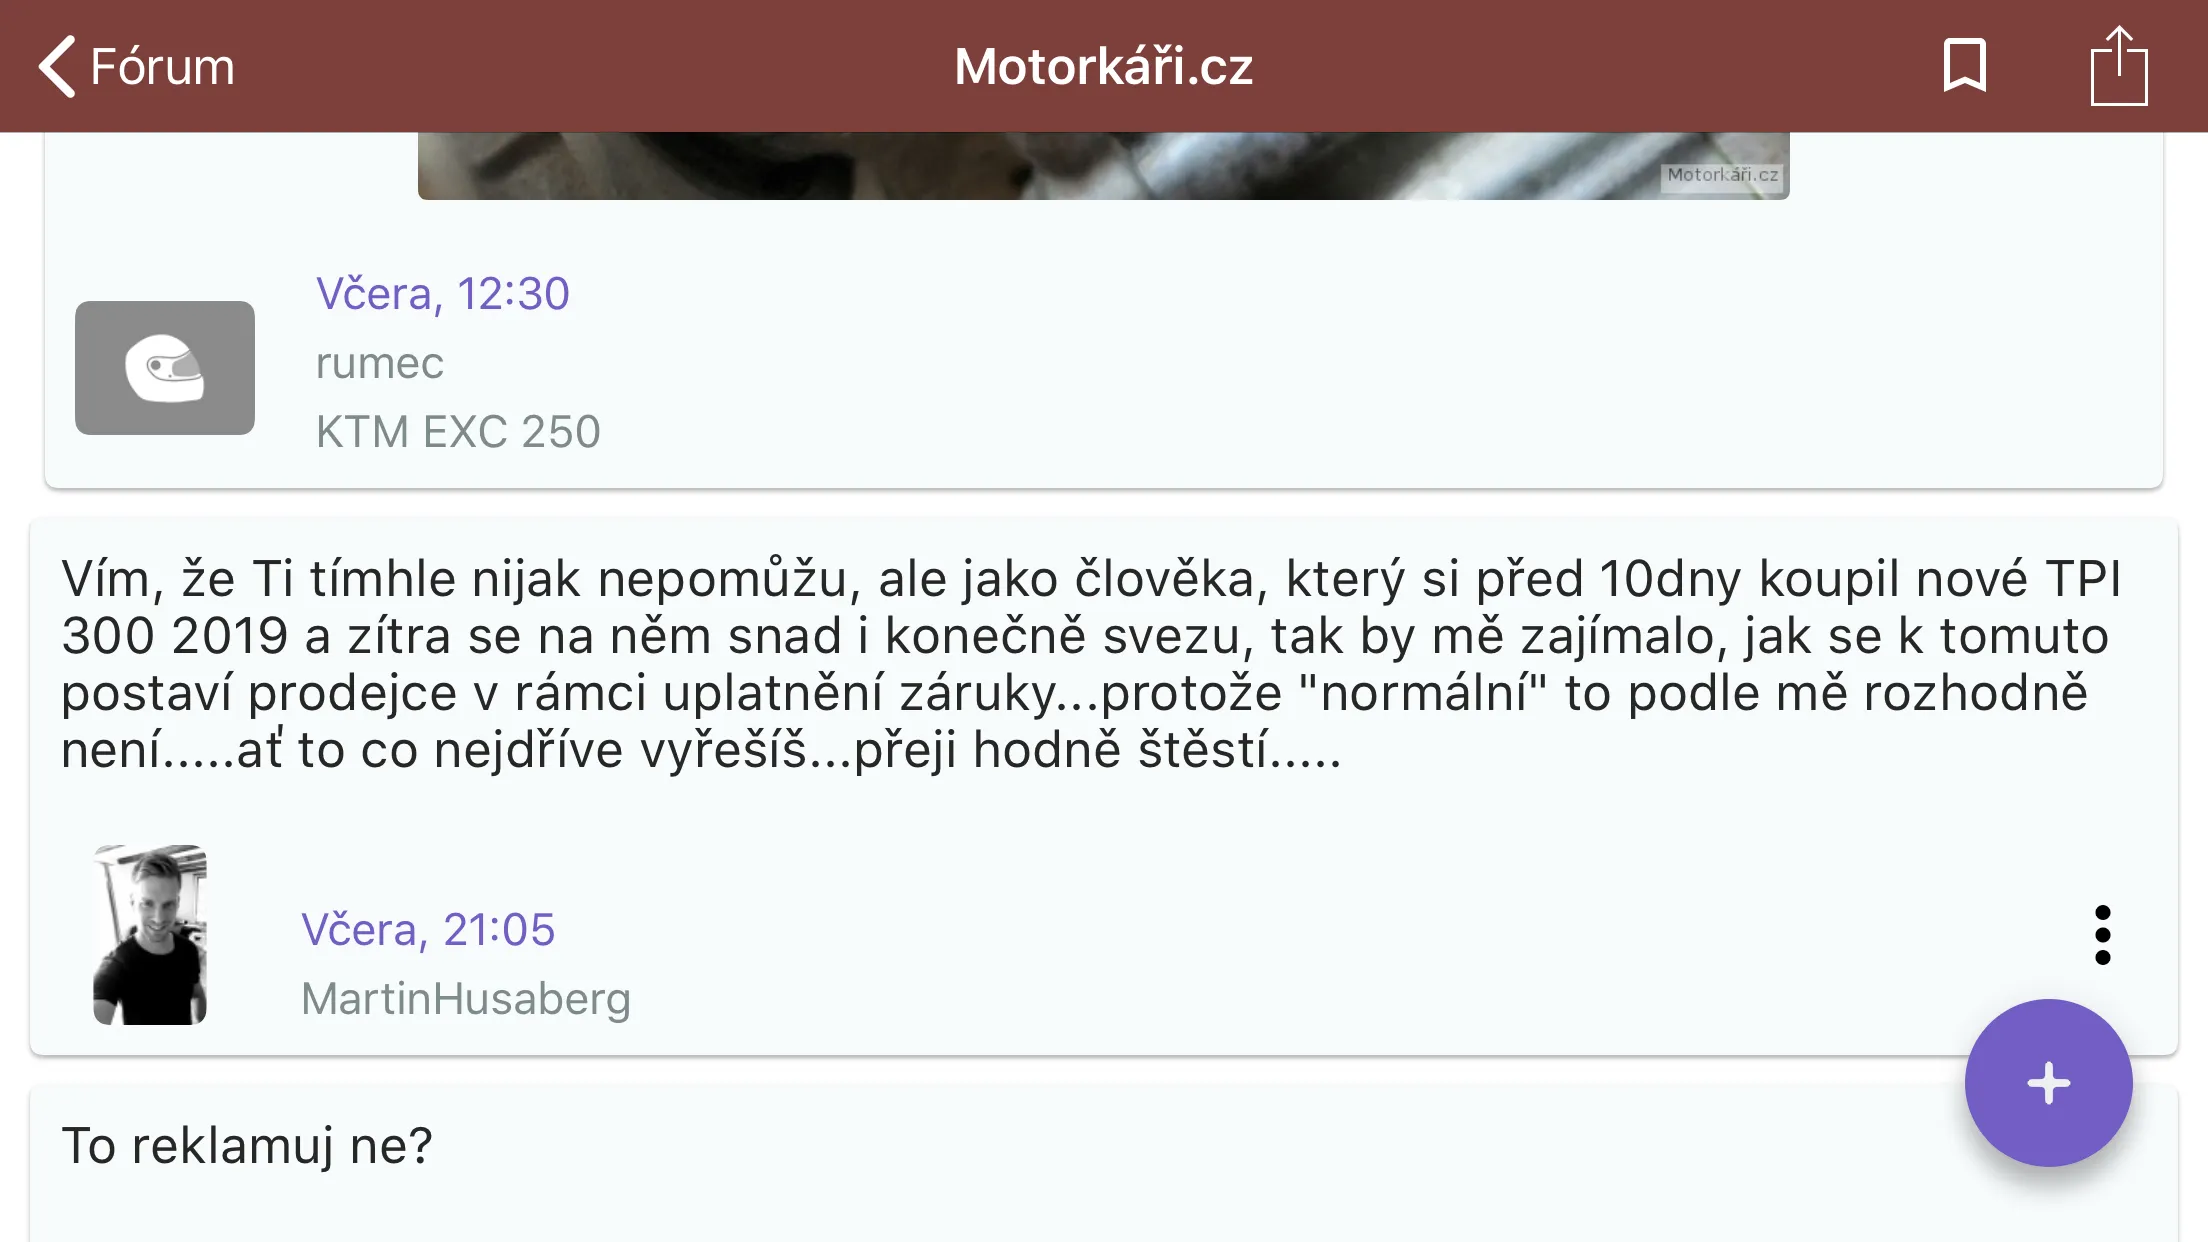 Fórum
Motorkáři.cz
Motorkáři.cz
Včera, 12:30
rumec
KTM EXC 250
Vím, že Ti tímhle nijak nepomůžu, ale jako člověka, který si před 10dny koupil nové TPI
300 2019 a zítra se na něm snad i konečně svezu, tak by mě zajímalo, jak se k tomuto
postaví prodejce v rámci uplatnění záruky...protože "normální" to podle mě rozhodně
není.....ať to co nejdříve vyřešíš...přeji hodně štěstí.....
Včera, 21:05
MartinHusaberg
To reklamuj ne?